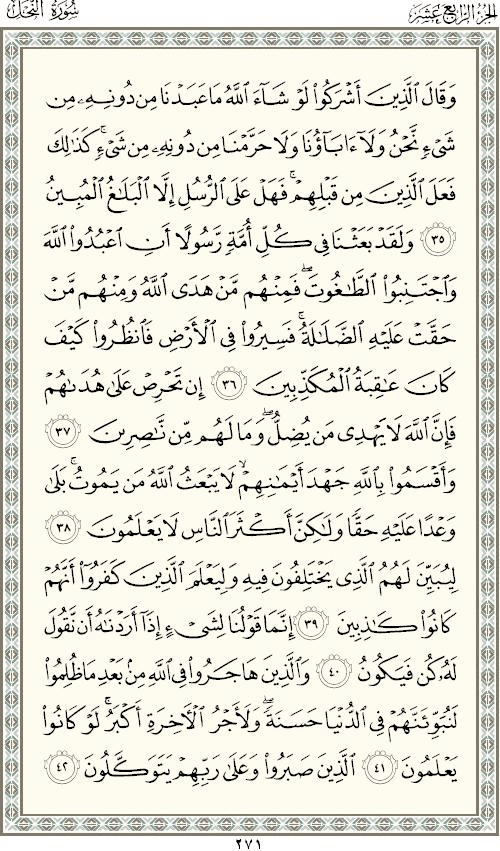 الجزء الرابع عشر
سورة النحل
وَقَالَ ٱلَّذِينَ أَشْرَكُوا۟ لَوْ شَآءَ ٱللَّهُ مَا عَبَدْنَا مِن دُونِهِۦ مِن
شَىْءٍ نَّحْنُ وَلَآ ءَابَآؤُنَا وَلَا حَرَّمْنَا مِن دُونِهِۦ مِن شَىْءٍ ۚ كَذَٰلِكَ
فَعَلَ ٱلَّذِينَ مِن قَبْلِهِمْ ۚ فَهَلْ عَلَى ٱلرُّسُلِ إِلَّا ٱلْبَلَٰغُ ٱلْمُبِينُ
٣٥ وَلَقَدْ بَعَثْنَا فِى كُلِّ أُمَّةٍ رَّسُولًا أَنِ ٱعْبُدُوا۟ ٱللَّهَ
وَٱجْتَنِبُوا۟ ٱلطَّٰغُوتَ ۖ فَمِنْهُم مَّنْ هَدَى ٱللَّهُ وَمِنْهُم مَّنْ
حَقَّتْ عَلَيْهِ ٱلضَّلَٰلَةُ ۚ فَسِيرُوا۟ فِى ٱلْأَرْضِ فَٱنظُرُوا۟ كَيْفَ
كَانَ عَٰقِبَةُ ٱلْمُكَذِّبِينَ ٣٦ إِن تَحْرِصْ عَلَىٰ هُدَىٰهُمْ
فَإِنَّ ٱللَّهَ لَا يَهْدِى مَن يُضِلُّ ۖ وَمَا لَهُم مِّن نَّٰصِرِينَ ٣٧
وَأَقْسَمُوا۟ بِٱللَّهِ جَهْدَ أَيْمَٰنِهِمْ ۙ لَا يَبْعَثُ ٱللَّهُ مَن يَمُوتُ ۚ بَلَىٰ
وَعْدًا عَلَيْهِ حَقًّا وَلَٰكِنَّ أَكْثَرَ ٱلنَّاسِ لَا يَعْلَمُونَ ٣٨
لِيُبَيِّنَ لَهُمُ ٱلَّذِى يَخْتَلِفُونَ فِيهِ وَلِيَعْلَمَ ٱلَّذِينَ كَفَرُوٓا۟ أَنَّهُمْ
كَانُوا۟ كَٰذِبِينَ ٣٩ إِنَّمَا قَوْلُنَا لِشَىْءٍ إِذَآ أَرَدْنَٰهُ أَن نَّقُولَ
لَهُۥ كُن فَيَكُونُ ٤٠ وَٱلَّذِينَ هَاجَرُوا۟ فِى ٱللَّهِ مِنۢ بَعْدِ مَا ظُلِمُوا۟
لَنُبَوِّئَنَّهُمْ فِى ٱلدُّنْيَا حَسَنَةً ۖ وَلَأَجْرُ ٱلْءَاخِرَةِ أَكْبَرُ ۚ لَوْ كَانُوا۟
يَعْلَمُونَ ٤١ ٱلَّذِينَ صَبَرُوا۟ وَعَلَىٰ رَبِّهِمْ يَتَوَكَّلُونَ ٤٢
٢٧١